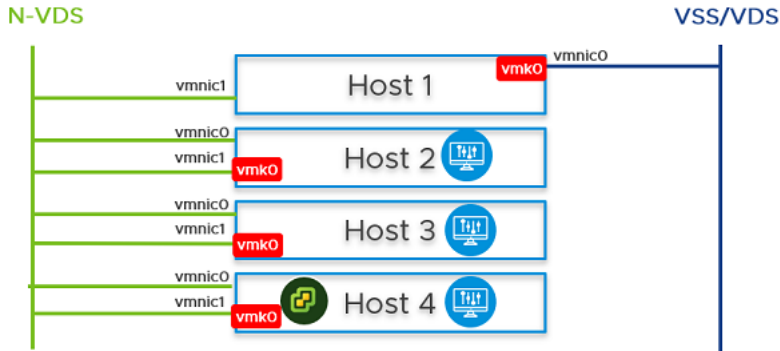 N-VDS
VSS/VDS
vmnic1
Host 1
vmk0
vmnic0
vmnic0
vmnic1
vmk0
Host 2
vmnic0
vmnic1
vmk0
Host 3
vmnic0
vmnic1
vmk0
Host 4